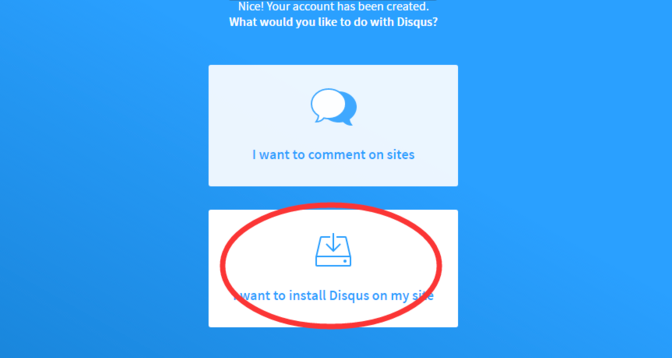 Nice! Your account has been created.
What would you like to do with Disqus?
I want to comment on sites
I want to install Disqus on my site